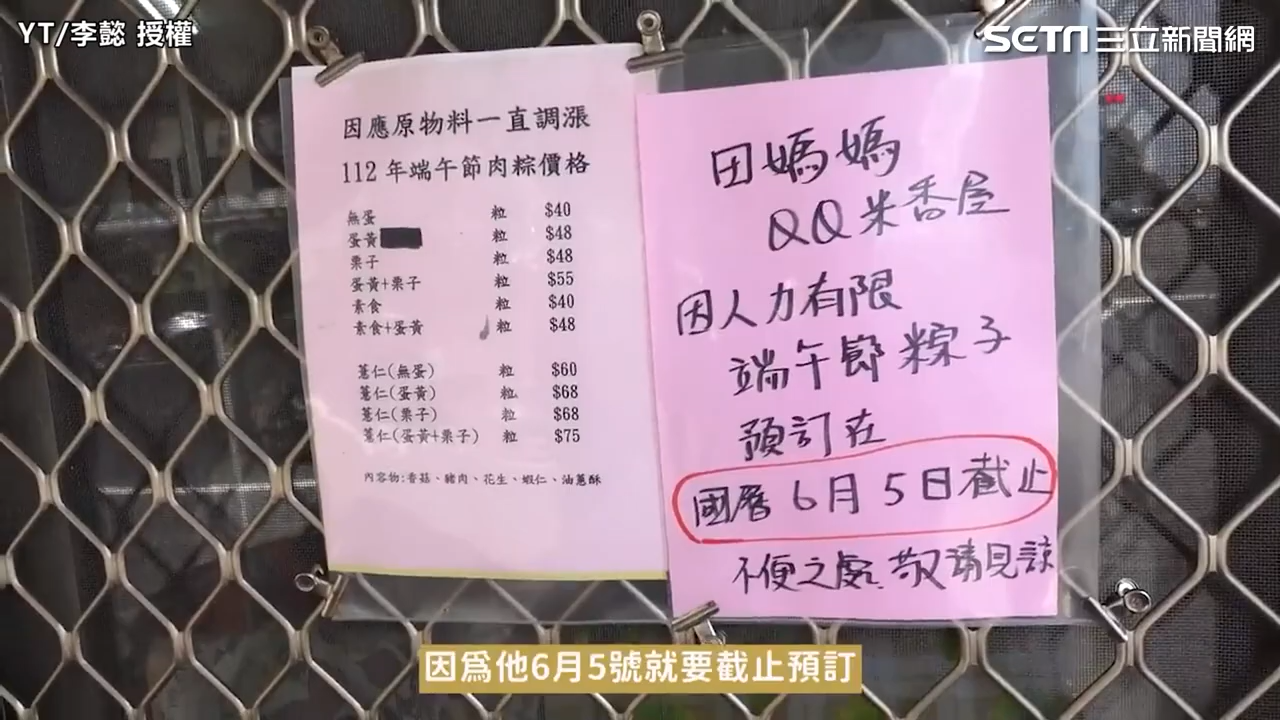 YT/李懿 授權
SETN三立新聞網
因應原物料一直調漲
112年端午節肉粽價格
無蛋 粒 $40
蛋黃 粒 $48
栗子 粒 $48
蛋黃+栗子 粒 $55
素食 粒 $40
素食+蛋黃 粒 $48
薏仁(無蛋) 粒 $60
薏仁(蛋黃) 粒 $68
薏仁(栗子) 粒 $68
薏仁(蛋黃+栗子) 粒 $75
內容物:香菇、豬肉、花生、蝦仁、油蔥酥
田媽媽
QQ米香屋
因人力有限
端午節粽子
預訂在
國曆6月5日截止
不便之處,敬請見諒
因為他6月5號就要截止預訂